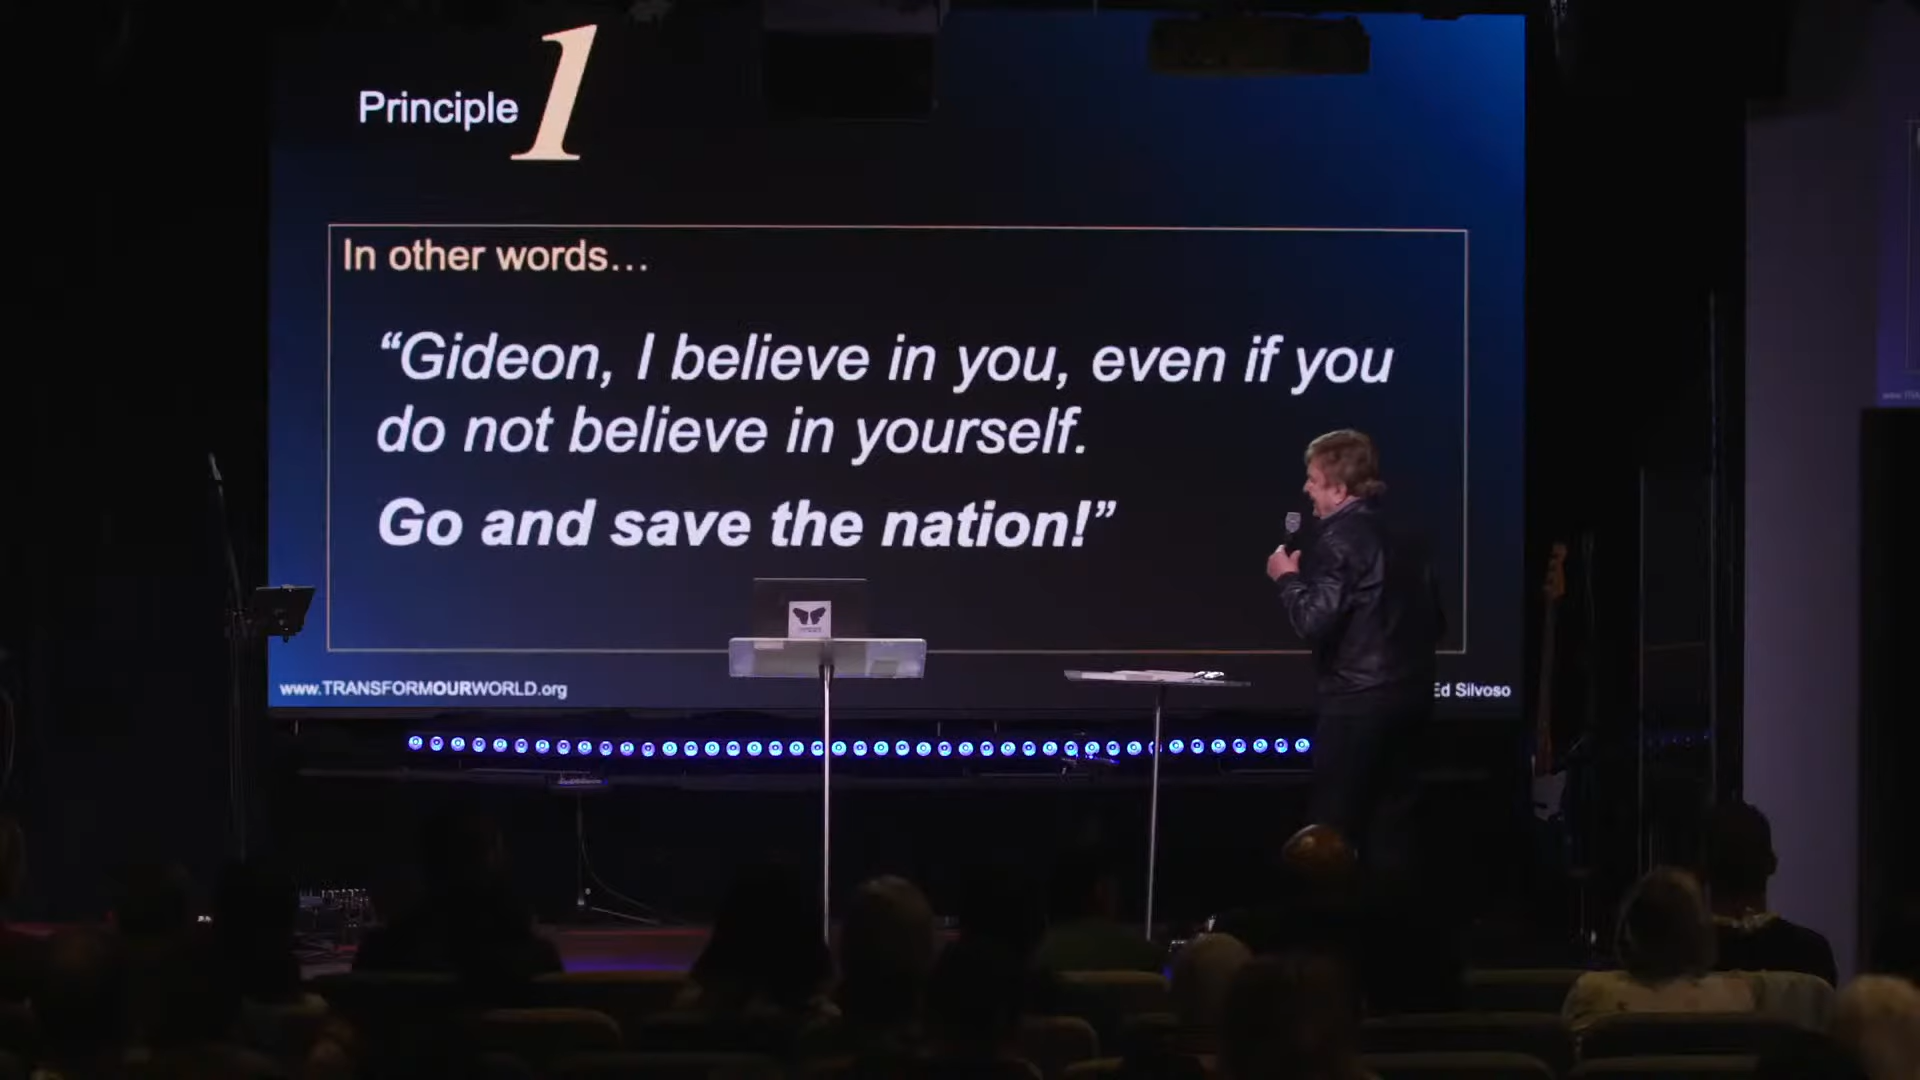 Principle 1
In other words…
“Gideon, I believe in you, even if you
do not believe in yourself.
Go and save the nation!”
www.TRANSFORMOURWORLD.org
Ed Silvoso